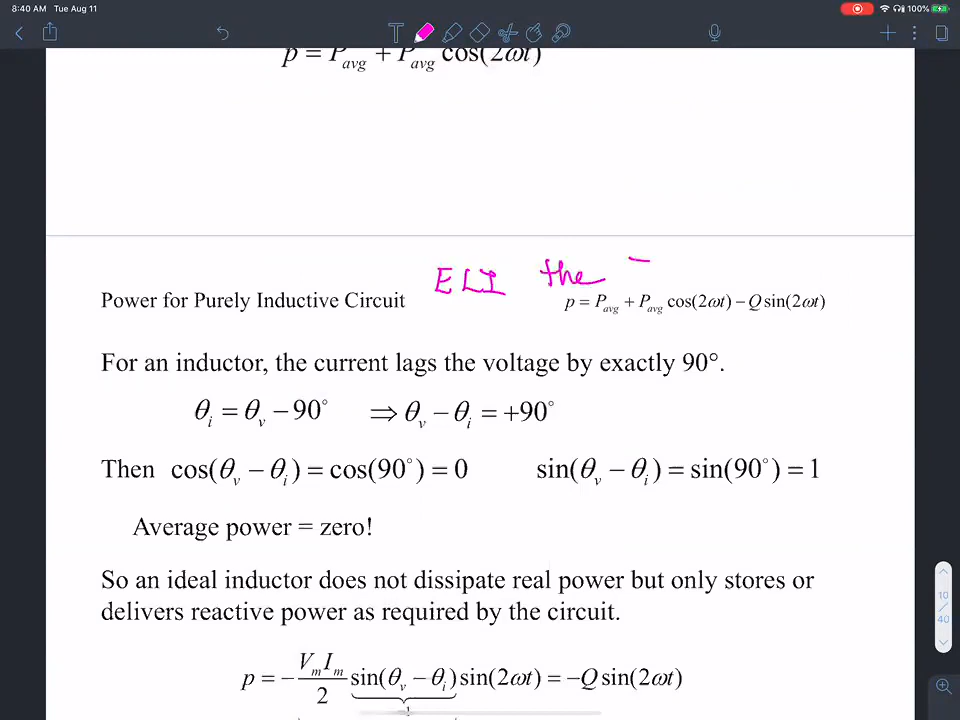 8:40 AM Tue Aug 11
100%
p = P_avg + P_avg cos(2ωt)
ELI the
Power for Purely Inductive Circuit
p = P_avg + P_avg cos(2ωt) − Q sin(2ωt)
For an inductor, the current lags the voltage by exactly 90°.
θ_i = θ_v − 90° ⇒ θ_v − θ_i = +90°
Then cos(θ_v − θ_i) = cos(90°) = 0 sin(θ_v − θ_i) = sin(90°) = 1
Average power = zero!
So an ideal inductor does not dissipate real power but only stores or
delivers reactive power as required by the circuit.
p = − V_m I_m / 2 sin(θ_v − θ_i) sin(2ωt) = −Q sin(2ωt)
10
/
40